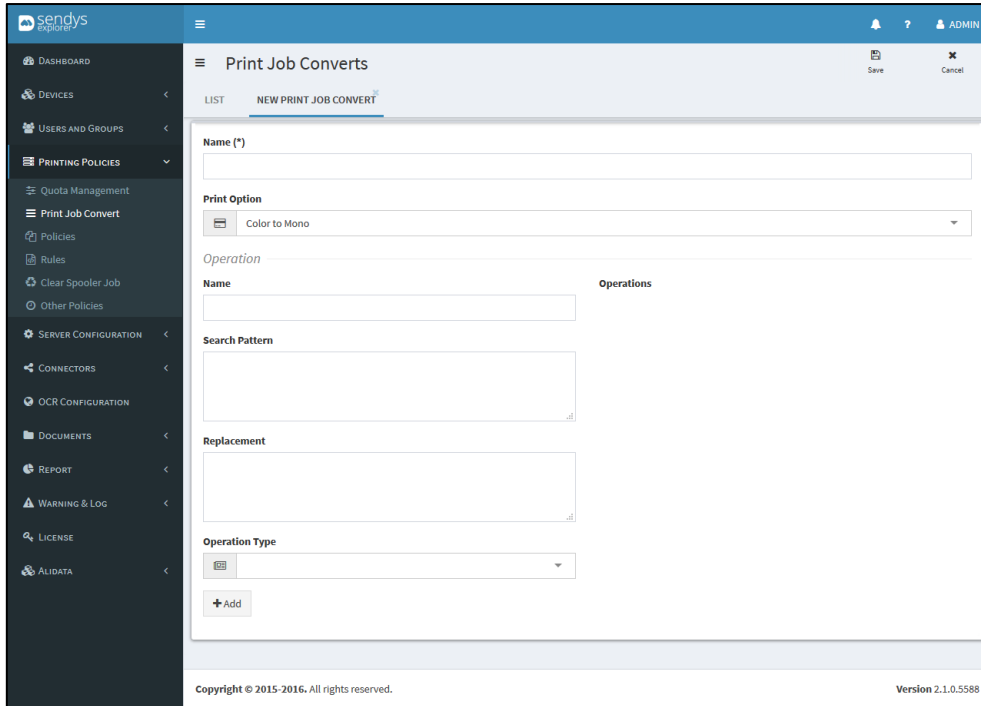 sendys
explorer
ADMIN
DASHBOARD
DEVICES
USERS AND GROUPS
PRINTING POLICIES
Quota Management
Print Job Convert
Policies
Rules
Clear Spooler Job
Other Policies
SERVER CONFIGURATION
CONNECTORS
OCR CONFIGURATION
DOCUMENTS
REPORT
WARNING & LOG
LICENSE
ALIDATA
Print Job Converts
Save
Cancel
LIST
NEW PRINT JOB CONVERT
Name (*)
Print Option
Color to Mono
Operation
Name
Operations
Search Pattern
Replacement
Operation Type
+ Add
Copyright © 2015-2016. All rights reserved.
Version 2.1.0.5588